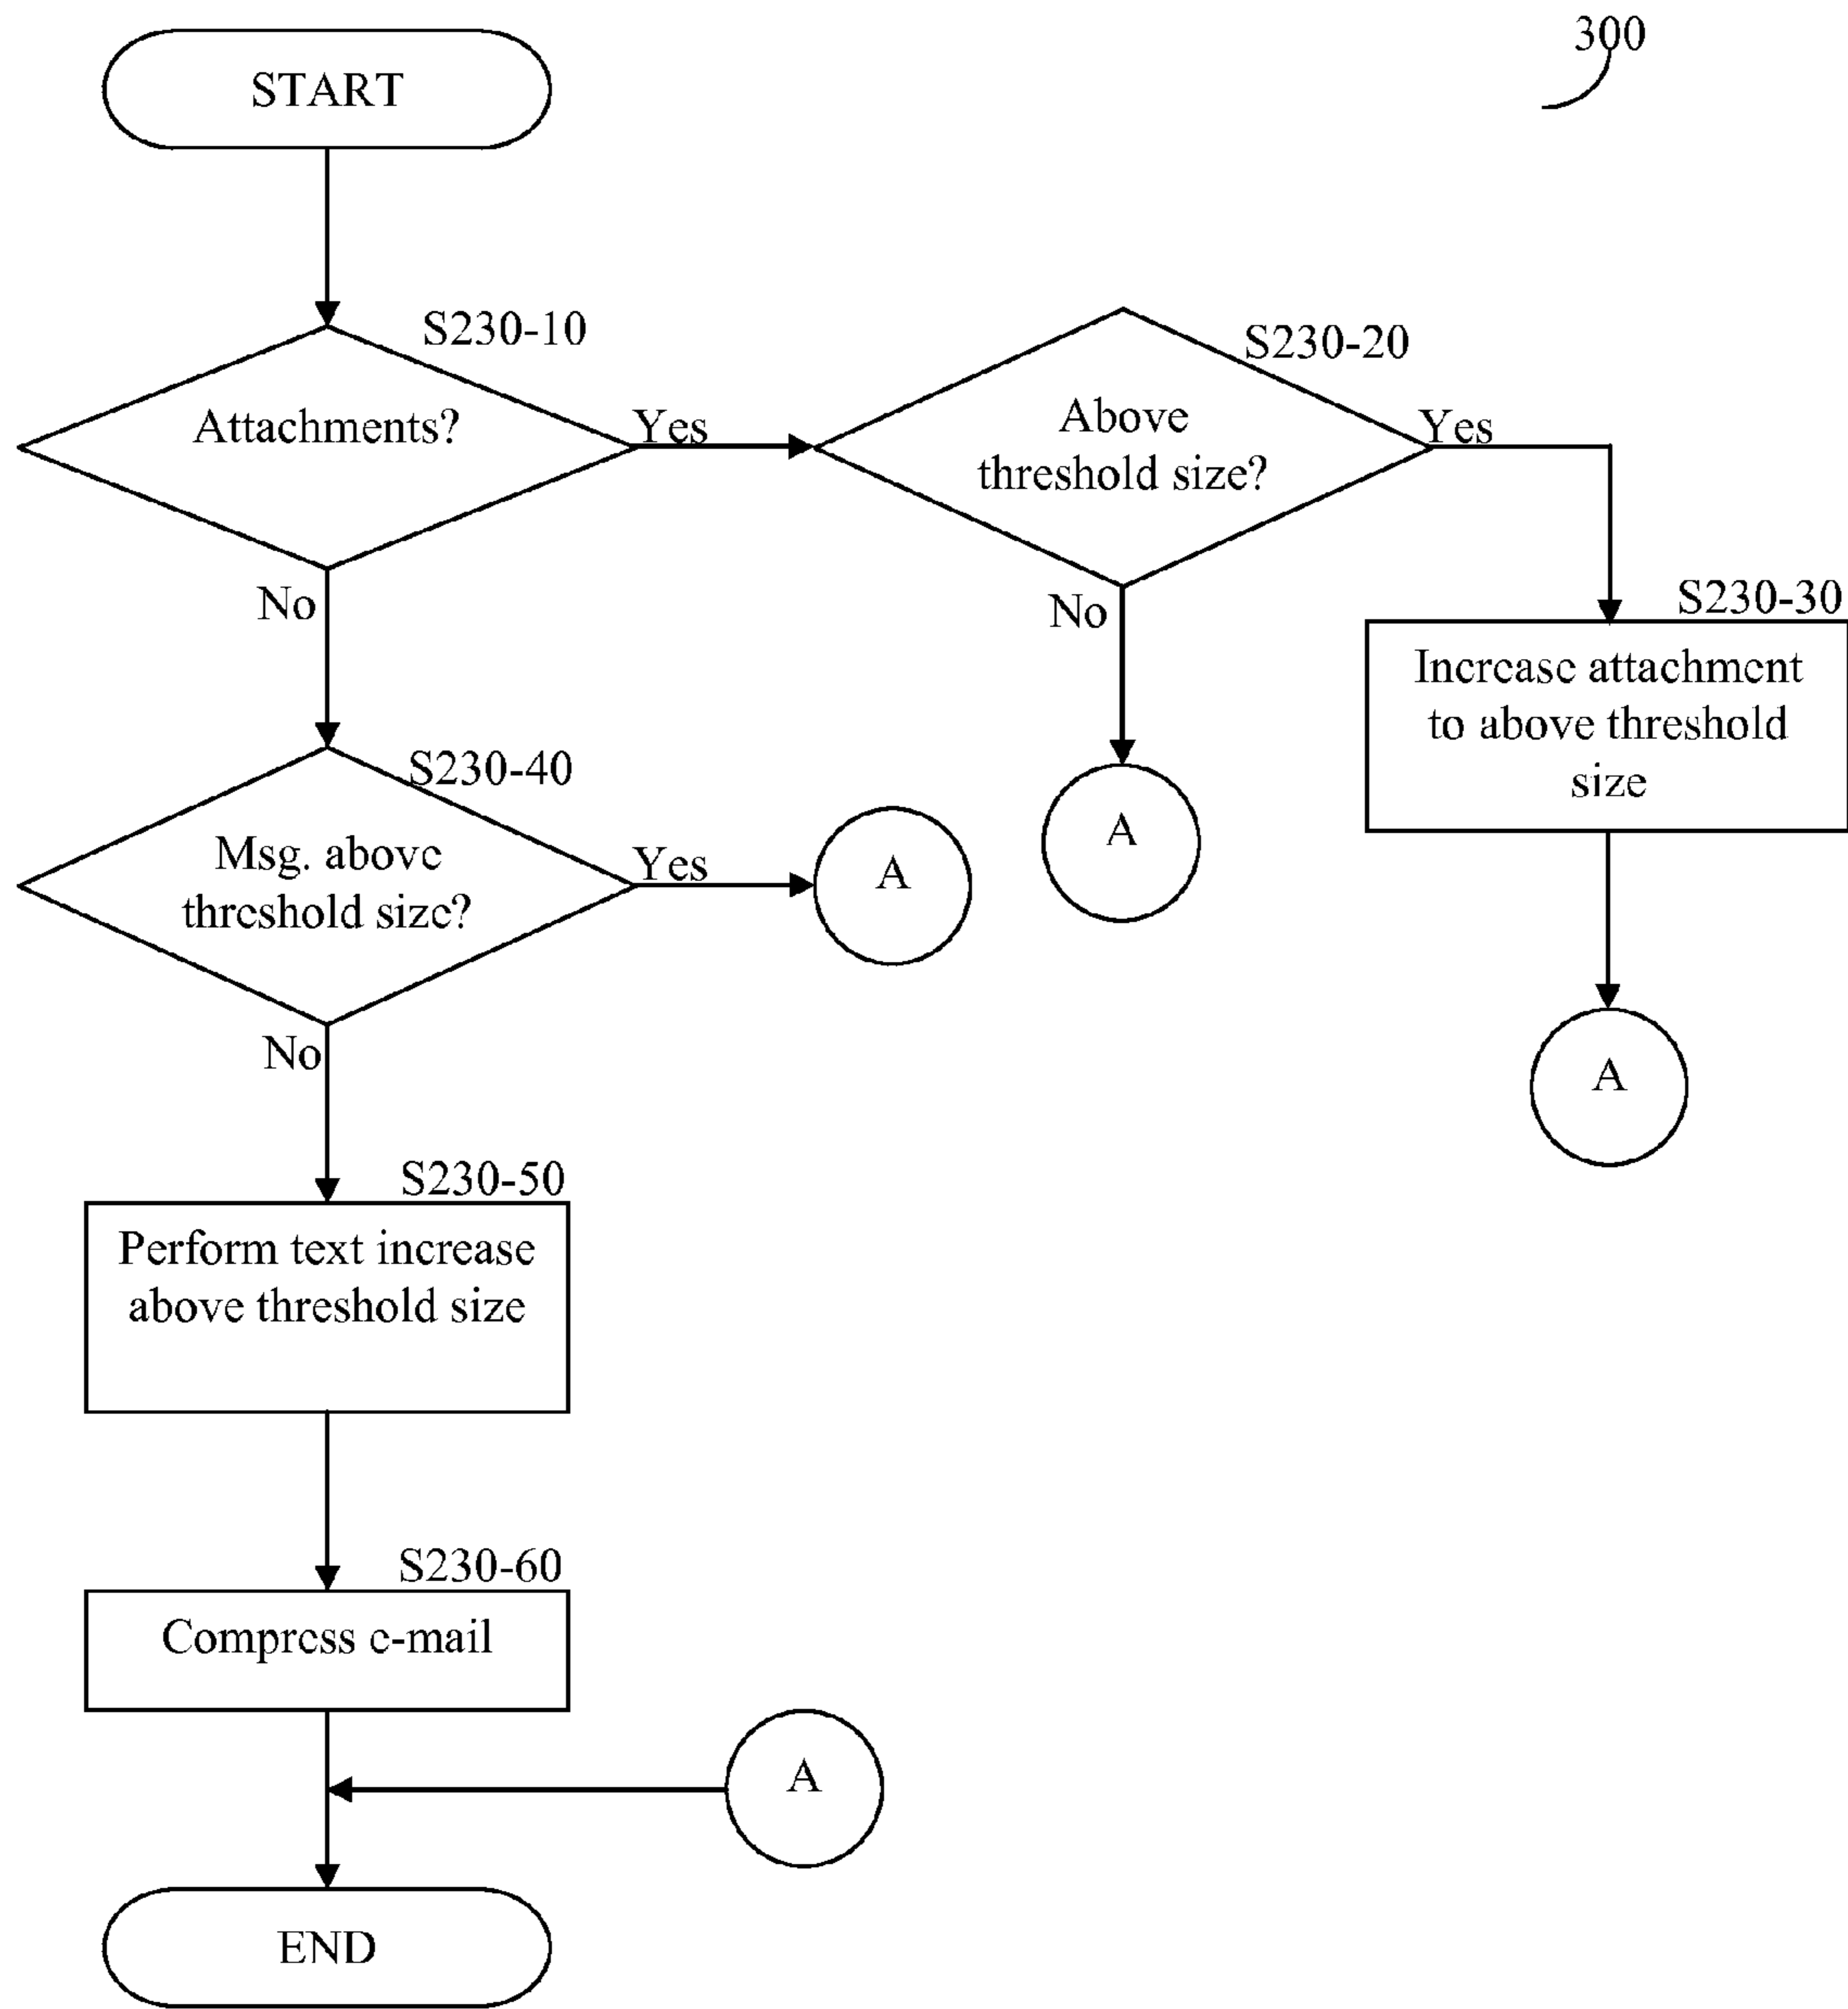 300
START
S230-10
Attachments?
Yes
No
S230-20
Above
threshold size?
Yes
No
S230-30
Increase attachment
to above threshold
size
A
A
S230-40
Msg. above
threshold size?
Yes
A
No
S230-50
Perform text increase
above threshold size
S230-60
Compress e-mail
A
END